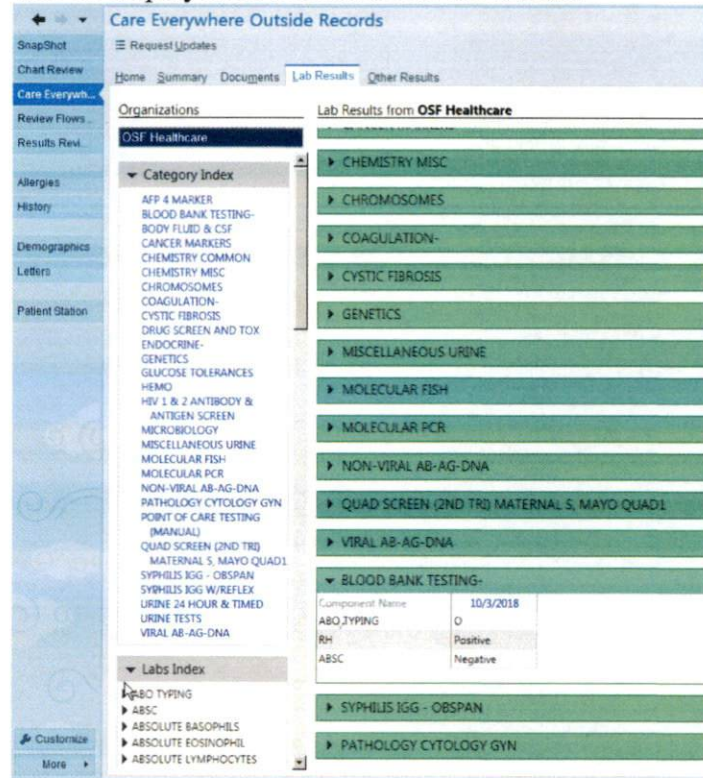 Care Everywhere Outside Records
SnapShot
Request Updates
Chart Review
Home Summary Documents Lab Results Other Results
Care Everywh...
Review Flows...
Results Revi...
Allergies
History
Demographics
Letters
Patient Station
Customize
More
Organizations
OSF Healthcare
Category Index
AFP 4 MARKER
BLOOD BANK TESTING-
BODY FLUID & CSF
CANCER MARKERS
CHEMISTRY COMMON
CHEMISTRY MISC
CHROMOSOMES
COAGULATION-
CYSTIC FIBROSIS
DRUG SCREEN AND TOX
ENDOCRINE-
GENETICS
GLUCOSE TOLERANCES
HEMO
HIV 1 & 2 ANTIBODY &
ANTIGEN SCREEN
MICROBIOLOGY
MISCELLANEOUS URINE
MOLECULAR FISH
MOLECULAR PCR
NON-VIRAL AB-AG-DNA
PATHOLOGY CYTOLOGY GYN
POINT OF CARE TESTING
(MANUAL)
QUAD SCREEN (2ND TRI)
MATERNAL S, MAYO QUAD1
SYPHILIS IGG - OBSPAN
SYPHILIS IGG W/REFLEX
URINE 24 HOUR & TIMED
URINE TESTS
VIRAL AB-AG-DNA
Labs Index
ABO TYPING
ABSC
ABSOLUTE BASOPHILS
ABSOLUTE EOSINOPHIL
ABSOLUTE LYMPHOCYTES
Lab Results from OSF Healthcare
CHEMISTRY MISC
CHROMOSOMES
COAGULATION-
CYSTIC FIBROSIS
GENETICS
MISCELLANEOUS URINE
MOLECULAR FISH
MOLECULAR PCR
NON-VIRAL AB-AG-DNA
QUAD SCREEN (2ND TRI) MATERNAL S, MAYO QUAD1
VIRAL AB-AG-DNA
BLOOD BANK TESTING-
Component Name 10/3/2018
ABO TYPING O
RH Positive
ABSC Negative
SYPHILIS IGG - OBSPAN
PATHOLOGY CYTOLOGY GYN